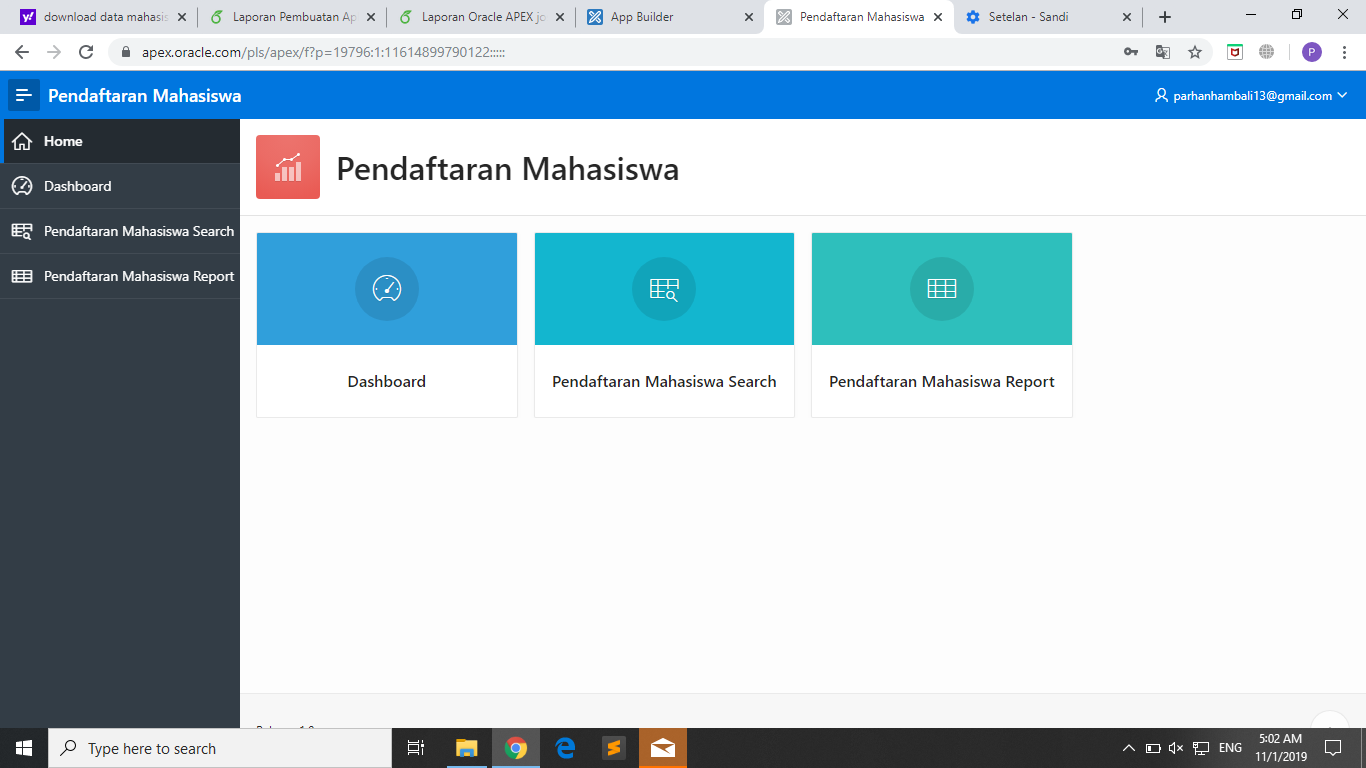 download data mahasis
Laporan Pembuatan Ap
Laporan Oracle APEX jo
App Builder
Pendaftaran Mahasiswa
Setelan - Sandi
apex.oracle.com/pls/apex/f?p=19796:1:11614899790122:::::
P
Pendaftaran Mahasiswa
parhanhambali13@gmail.com
Home
Dashboard
Pendaftaran Mahasiswa Search
Pendaftaran Mahasiswa Report
Pendaftaran Mahasiswa
Dashboard
Pendaftaran Mahasiswa Search
Pendaftaran Mahasiswa Report
Type here to search
ENG
5:02 AM
11/1/2019